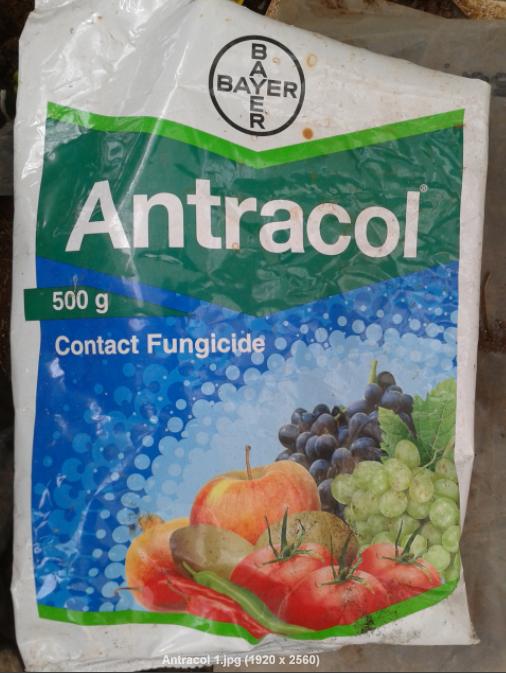 BAYER
BAYER
Antracol®
500 g
Contact Fungicide
Antracol 1.jpg (1920 x 2560)